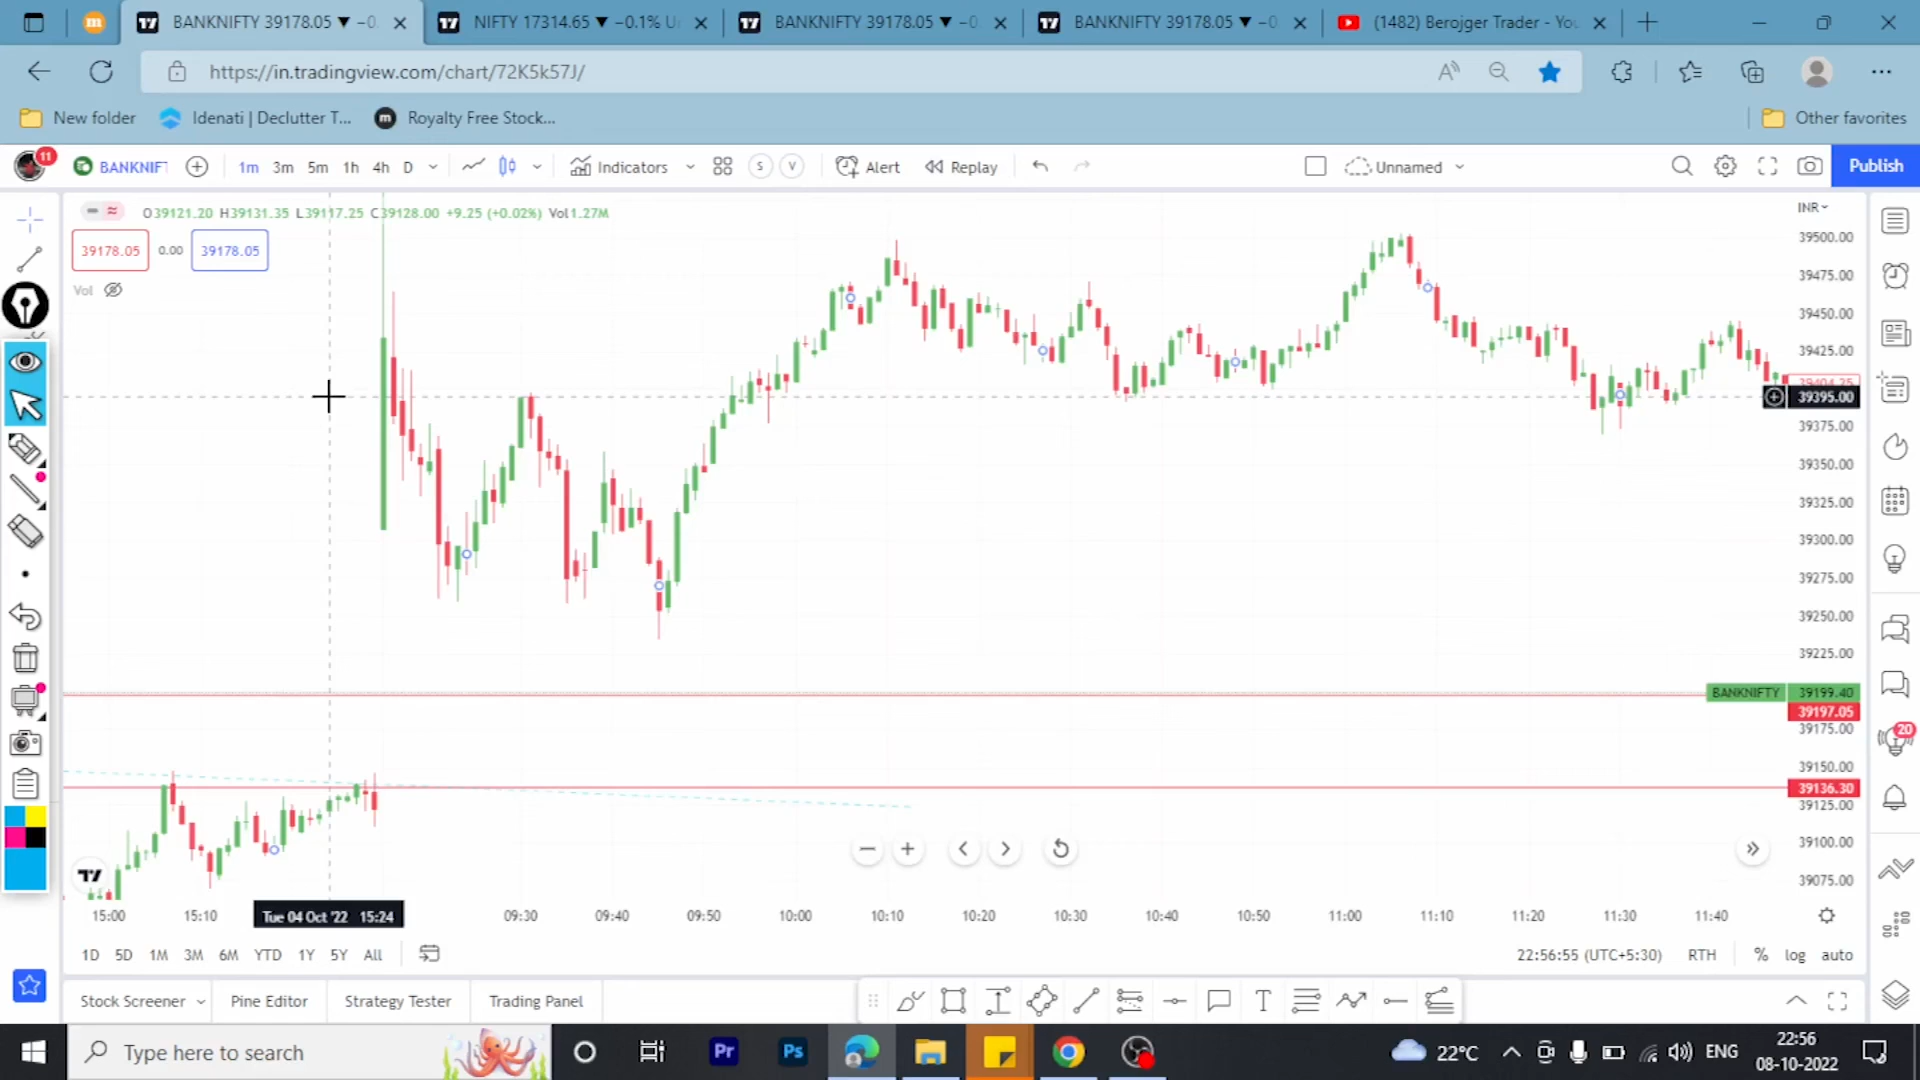 BANKNIFTY 39178.05 ▼ −0. NIFTY 17314.65 ▼ −0.1% U BANKNIFTY 39178.05 ▼ −0 BANKNIFTY 39178.05 ▼ −0 (1482) Berojger Trader - You
https://in.tradingview.com/chart/72K5k57J/
New folder Idenati | Declutter T... Royalty Free Stock... Other favorites
11 BANKNIFT 1m 3m 5m 1h 4h D Indicators S V Alert Replay Unnamed Publish
O39121.20 H39131.35 L39117.25 C39128.00 +9.25 (+0.02%) Vol1.27M INR
39178.05 0.00 39178.05
Vol
39500.00
39475.00
39450.00
39425.00
39404.25
39395.00
39375.00
39350.00
39325.00
39300.00
39275.00
39250.00
39225.00
BANKNIFTY 39199.40
39197.05
39175.00
20
39150.00
39136.30
39125.00
39100.00
39075.00
15:00 15:10 Tue 04 Oct '22 15:24 09:30 09:40 09:50 10:00 10:10 10:20 10:30 10:40 10:50 11:00 11:10 11:20 11:30 11:40
1D 5D 1M 3M 6M YTD 1Y 5Y All 22:56:55 (UTC+5:30) RTH % log auto
Stock Screener Pine Editor Strategy Tester Trading Panel
Type here to search Pr Ps 22°C ENG 22:56
08-10-2022